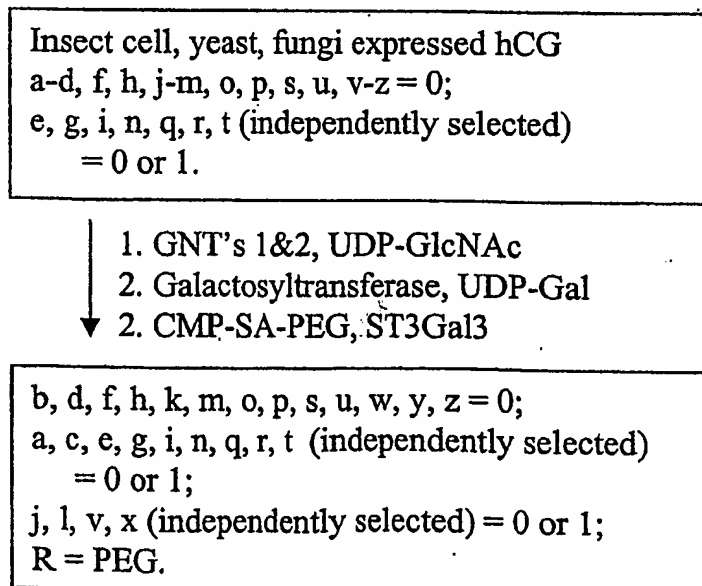 Insect cell, yeast, fungi expressed hCG
a-d, f, h, j-m, o, p, s, u, v-z = 0;
e, g, i, n, q, r, t (independently selected)
= 0 or 1.
1. GNT's 1&2, UDP-GlcNAc
2. Galactosyltransferase, UDP-Gal
2. CMP-SA-PEG, ST3Gal3
b, d, f, h, k, m, o, p, s, u, w, y, z = 0;
a, c, e, g, i, n, q, r, t (independently selected)
= 0 or 1;
j, l, v, x (independently selected) = 0 or 1;
R = PEG.